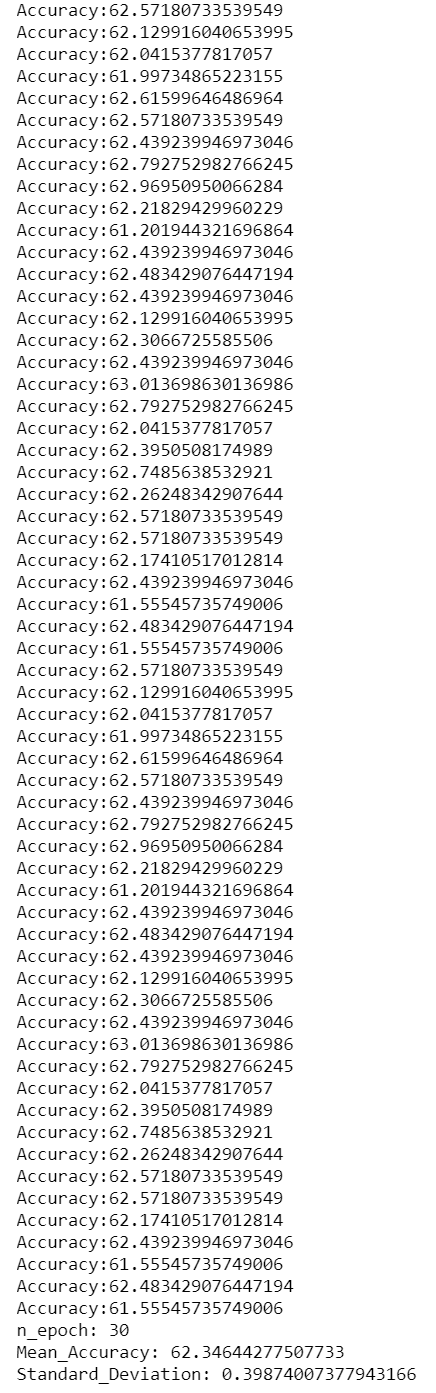 Accuracy:62.57180733539549
Accuracy:62.129916040653995
Accuracy:62.0415377817057
Accuracy:61.99734865223155
Accuracy:62.61599646486964
Accuracy:62.57180733539549
Accuracy:62.439239946973046
Accuracy:62.792752982766245
Accuracy:62.96950950066284
Accuracy:62.21829429960229
Accuracy:61.201944321696864
Accuracy:62.439239946973046
Accuracy:62.483429076447194
Accuracy:62.439239946973046
Accuracy:62.129916040653995
Accuracy:62.3066725585506
Accuracy:62.439239946973046
Accuracy:63.013698630136986
Accuracy:62.792752982766245
Accuracy:62.0415377817057
Accuracy:62.3950508174989
Accuracy:62.7485638532921
Accuracy:62.26248342907644
Accuracy:62.57180733539549
Accuracy:62.57180733539549
Accuracy:62.17410517012814
Accuracy:62.439239946973046
Accuracy:61.55545735749006
Accuracy:62.483429076447194
Accuracy:61.55545735749006
Accuracy:62.57180733539549
Accuracy:62.129916040653995
Accuracy:62.0415377817057
Accuracy:61.99734865223155
Accuracy:62.61599646486964
Accuracy:62.57180733539549
Accuracy:62.439239946973046
Accuracy:62.792752982766245
Accuracy:62.96950950066284
Accuracy:62.21829429960229
Accuracy:61.201944321696864
Accuracy:62.439239946973046
Accuracy:62.483429076447194
Accuracy:62.439239946973046
Accuracy:62.129916040653995
Accuracy:62.3066725585506
Accuracy:62.439239946973046
Accuracy:63.013698630136986
Accuracy:62.792752982766245
Accuracy:62.0415377817057
Accuracy:62.3950508174989
Accuracy:62.7485638532921
Accuracy:62.26248342907644
Accuracy:62.57180733539549
Accuracy:62.57180733539549
Accuracy:62.17410517012814
Accuracy:62.439239946973046
Accuracy:61.55545735749006
Accuracy:62.483429076447194
Accuracy:61.55545735749006
n_epoch: 30
Mean_Accuracy: 62.34644277507733
Standard_Deviation: 0.39874007377943166